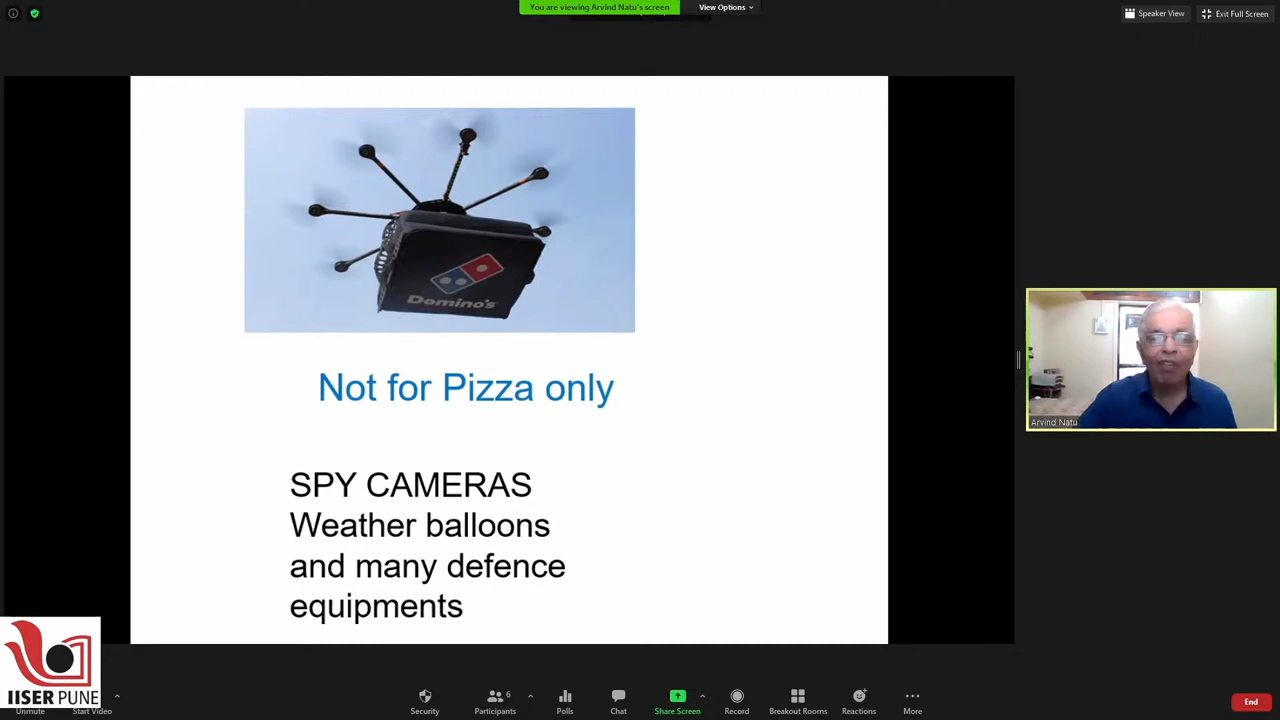 You are viewing Arvind Natu's screen
View Options
Speaker View
Exit Full Screen
Domino's
Not for Pizza only
SPY CAMERAS
Weather balloons
and many defence
equipments
Arvind Natu
IISER PUNE
Unmute
Start Video
Security
Participants
6
Polls
Chat
Share Screen
Record
Breakout Rooms
Reactions
More
End